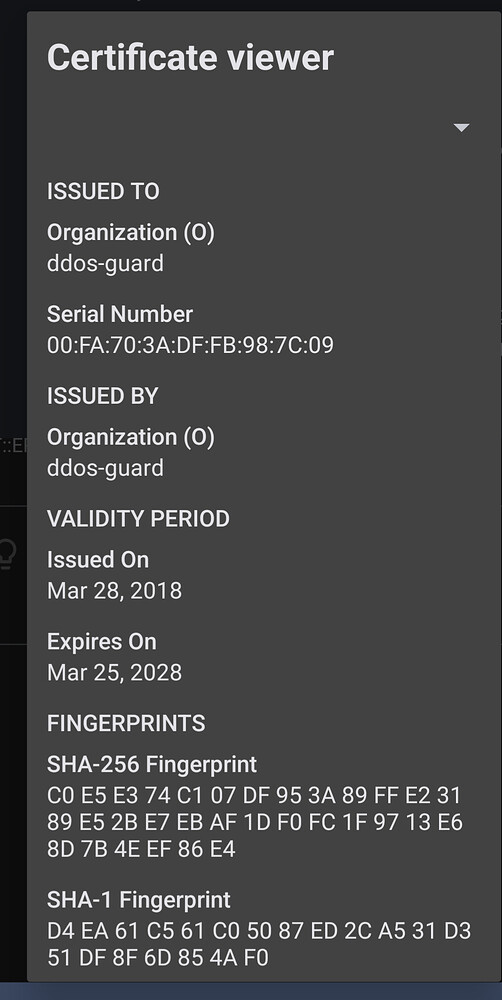 Certificate viewer
ISSUED TO
Organization (O)
ddos-guard
Serial Number
00:FA:70:3A:DF:FB:98:7C:09
ISSUED BY
Organization (O)
ddos-guard
VALIDITY PERIOD
Issued On
Mar 28, 2018
Expires On
Mar 25, 2028
FINGERPRINTS
SHA-256 Fingerprint
C0 E5 E3 74 C1 07 DF 95 3A 89 FF E2 31
89 E5 2B E7 EB AF 1D F0 FC 1F 97 13 E6
8D 7B 4E EF 86 E4
SHA-1 Fingerprint
D4 EA 61 C5 61 C0 50 87 ED 2C A5 31 D3
51 DF 8F 6D 85 4A F0